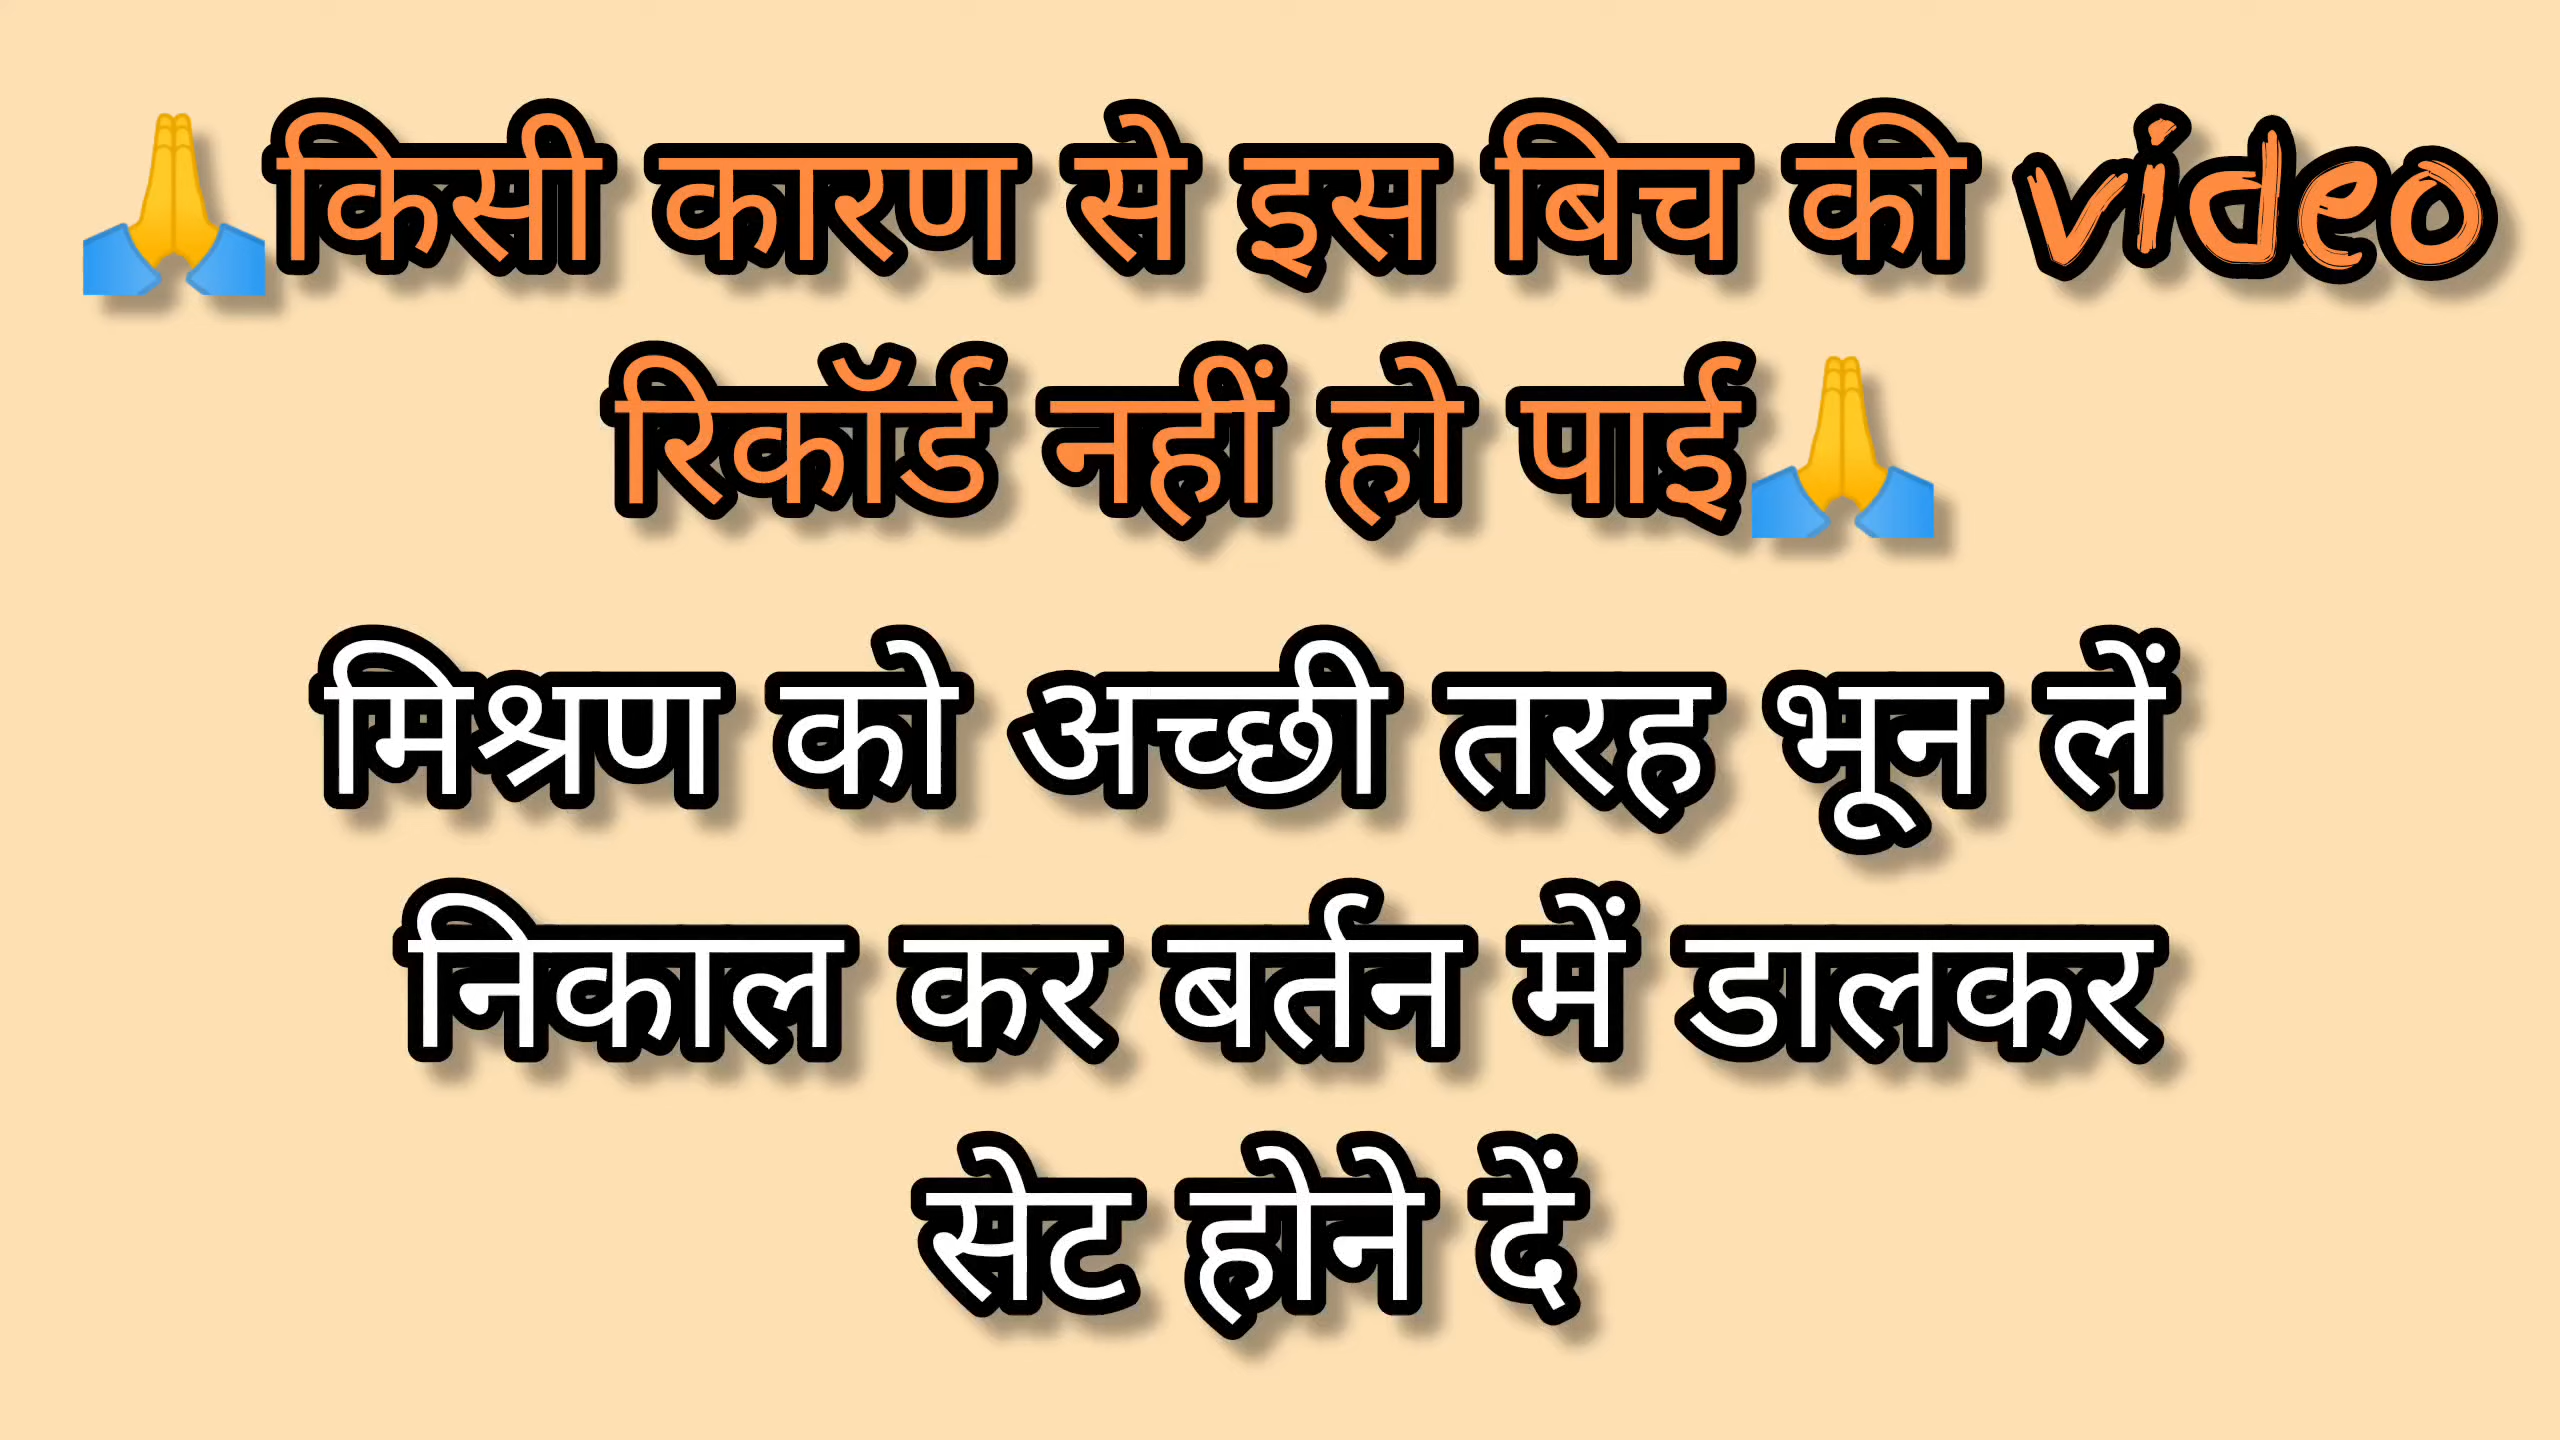 🙏किसी कारण से इस बिच की video
रिकॉर्ड नहीं हो पाई🙏
मिश्रण को अच्छी तरह भून लें
निकाल कर बर्तन में डालकर
सेट होने दें